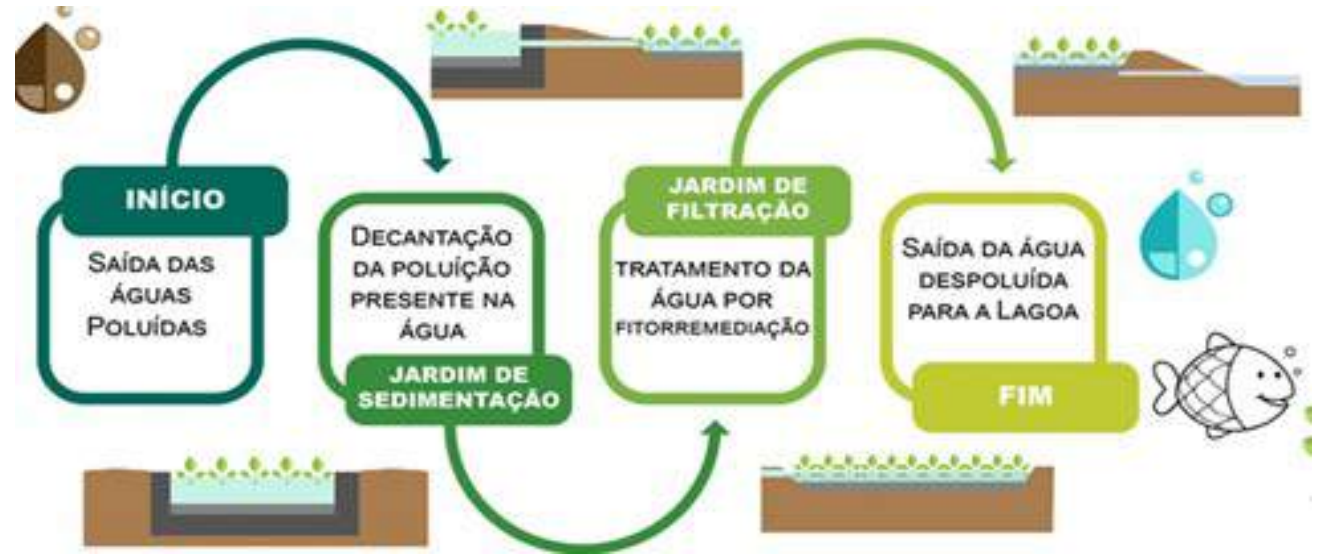 INÍCIO
SAÍDA DAS
ÁGUAS
POLUÍDAS
DECANTAÇÃO
DA POLUÍÇÃO
PRESENTE NA
ÁGUA
JARDIM DE
SEDIMENTAÇÃO
JARDIM DE
FILTRAÇÃO
TRATAMENTO DA
ÁGUA POR
FITORREMEDIAÇÃO
SAÍDA DA ÁGUA
DESPOLUÍDA
PARA A LAGOA
FIM